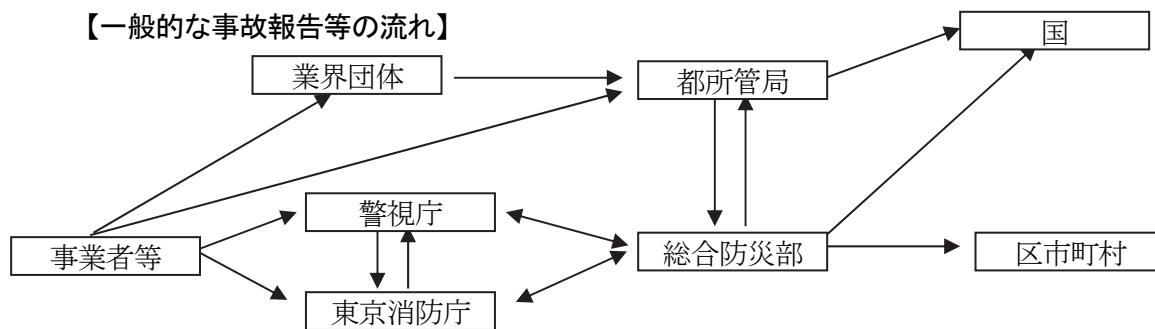 【一般的な事故報告等の流れ】
国
業界団体
都所管局
警視庁
事業者等
総合防災部
区市町村
東京消防庁